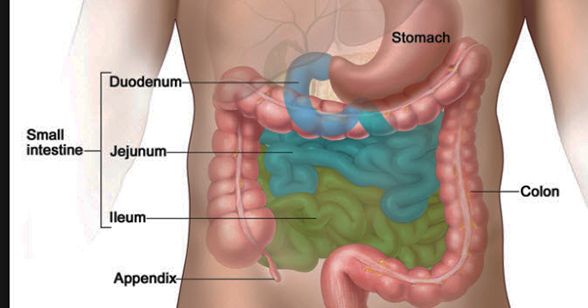 Stomach
Duodenum
Small
intestine
Jejunum
Colon
Ileum
Appendix